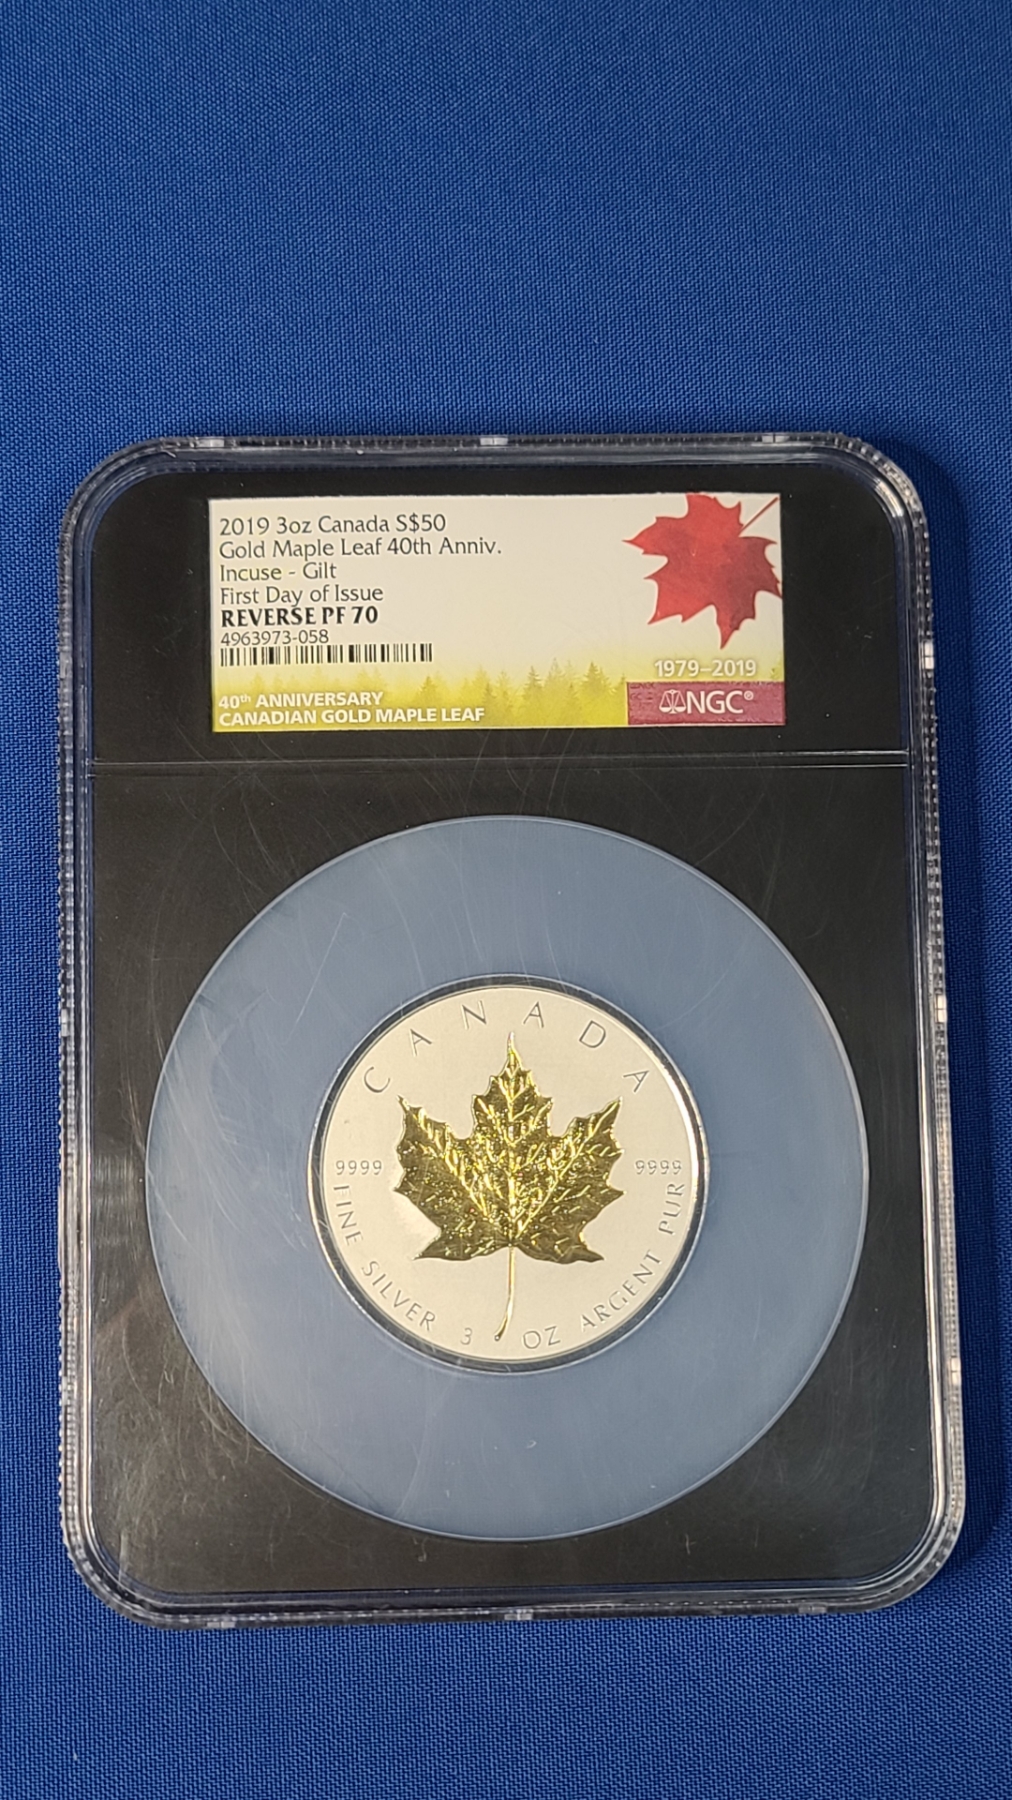 2019 3oz Canada S$50
Gold Maple Leaf 40th Anniv.
Incuse - Gilt
First Day of Issue
REVERSE PF 70
4963973-058
1979-2019
40th ANNIVERSARY
CANADIAN GOLD MAPLE LEAF
NGC®
CANADA
9999 9999
FINE SILVER 3 OZ ARGENT PUR